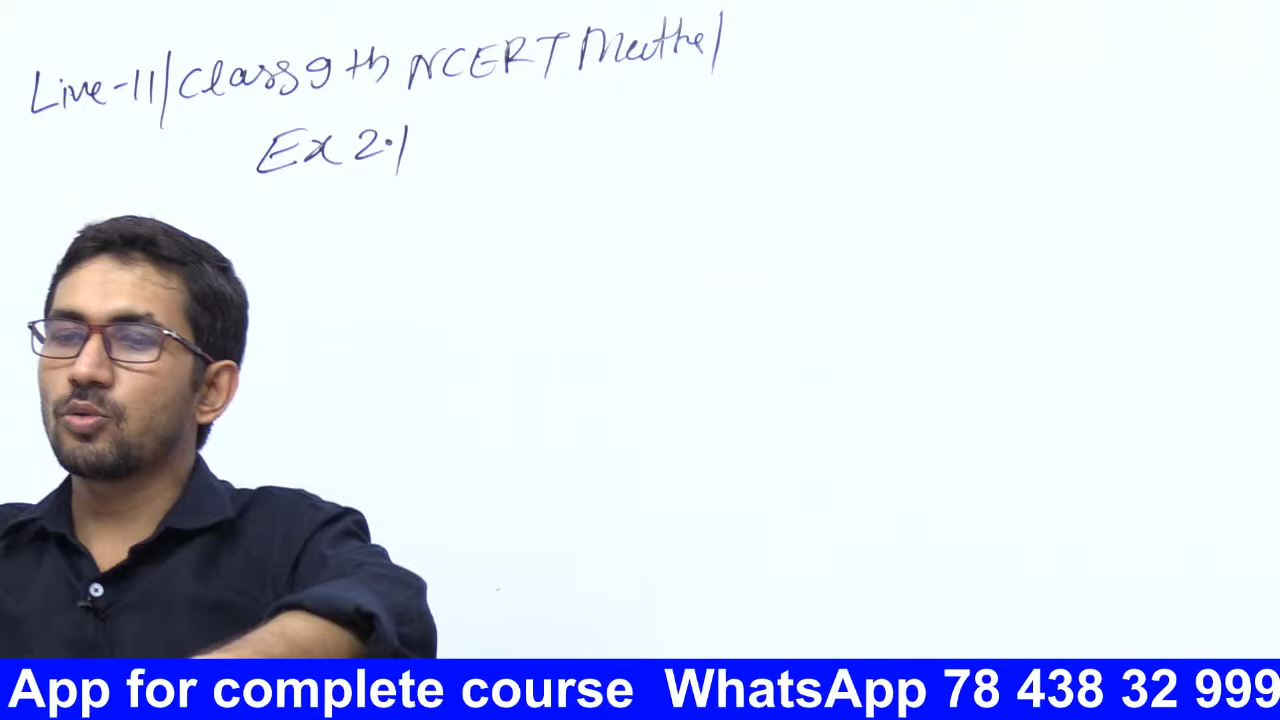 Live-11/Class 9th NCERT Maths/
Ex 2.1
App for complete course WhatsApp 78 438 32 999